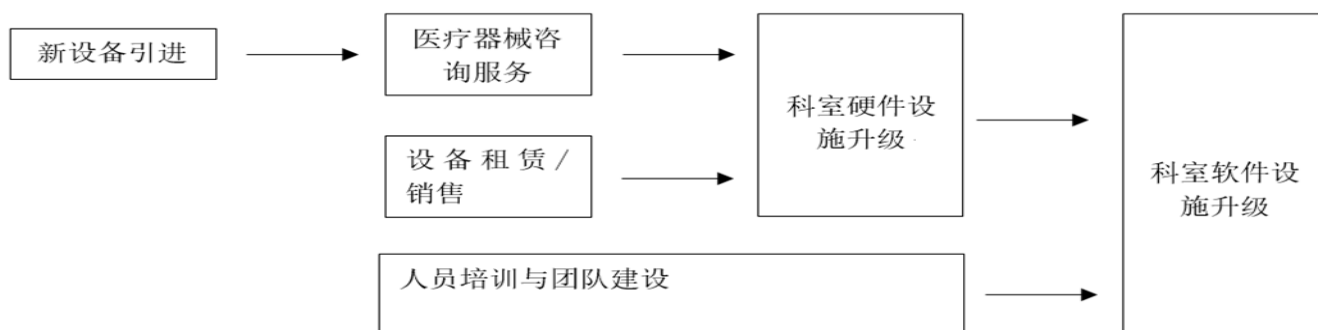 新设备引进
医疗器械咨
询服务
设备租赁/
销售
科室硬件设
施升级
人员培训与团队建设
科室软件设
施升级